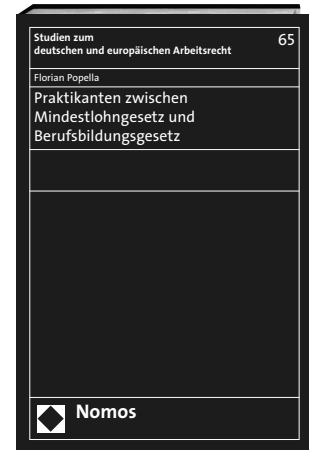 Studien zum
deutschen und europäischen Arbeitsrecht 65
Florian Popella
Praktikanten zwischen
Mindestlohngesetz und
Berufsbildungsgesetz
Nomos